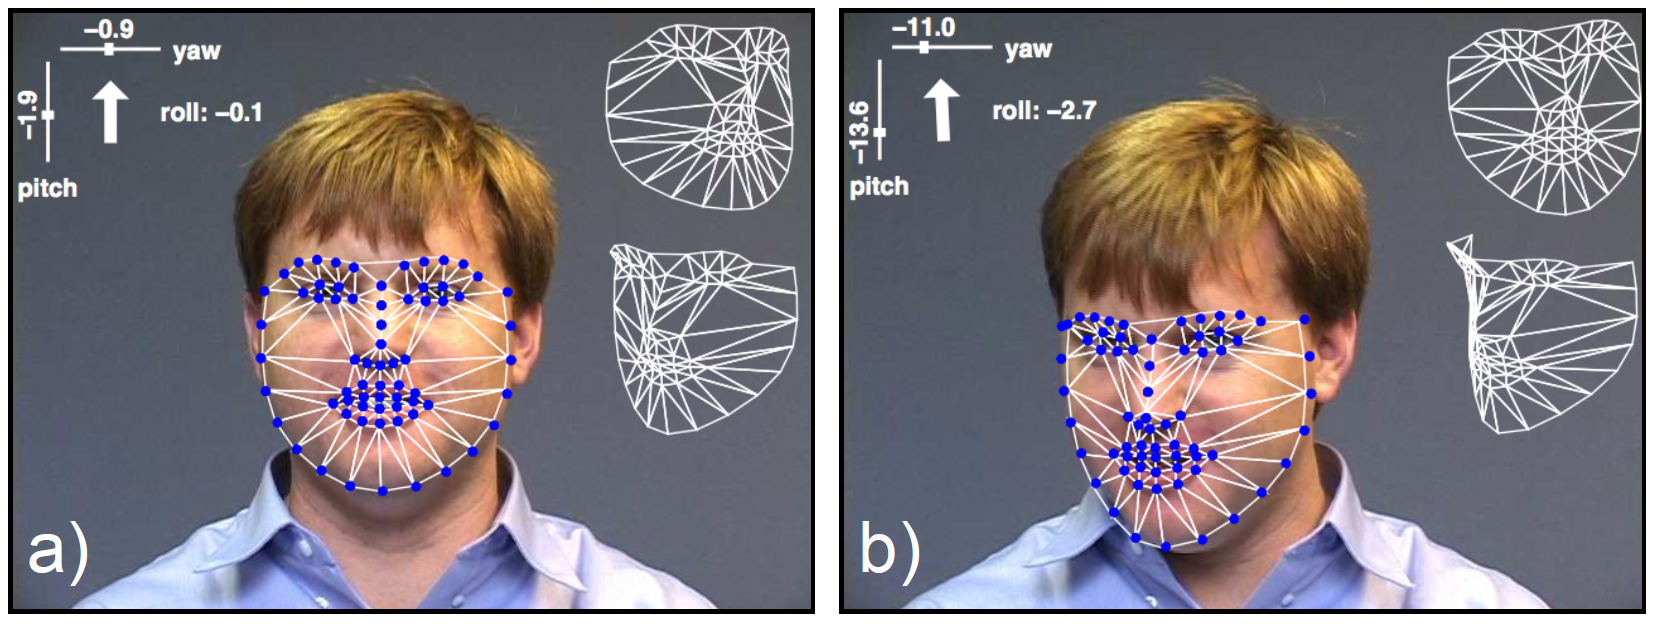 −0.9
yaw
−1.9
roll: −0.1
pitch
a)
−11.0
yaw
−13.6
roll: −2.7
pitch
b)